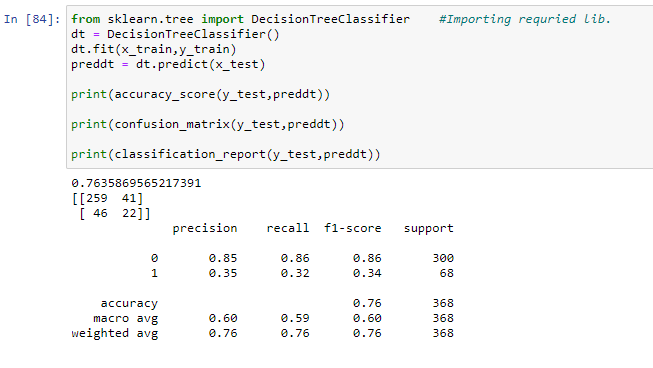 In [84]: from sklearn.tree import DecisionTreeClassifier    #Importing requried lib.
dt = DecisionTreeClassifier()
dt.fit(x_train,y_train)
preddt = dt.predict(x_test)

print(accuracy_score(y_test,preddt))

print(confusion_matrix(y_test,preddt))

print(classification_report(y_test,preddt))

0.7635869565217391
[[259  41]
 [ 46  22]]
              precision    recall  f1-score   support

           0       0.85      0.86      0.86       300
           1       0.35      0.32      0.34        68

    accuracy                           0.76       368
   macro avg       0.60      0.59      0.60       368
weighted avg       0.76      0.76      0.76       368